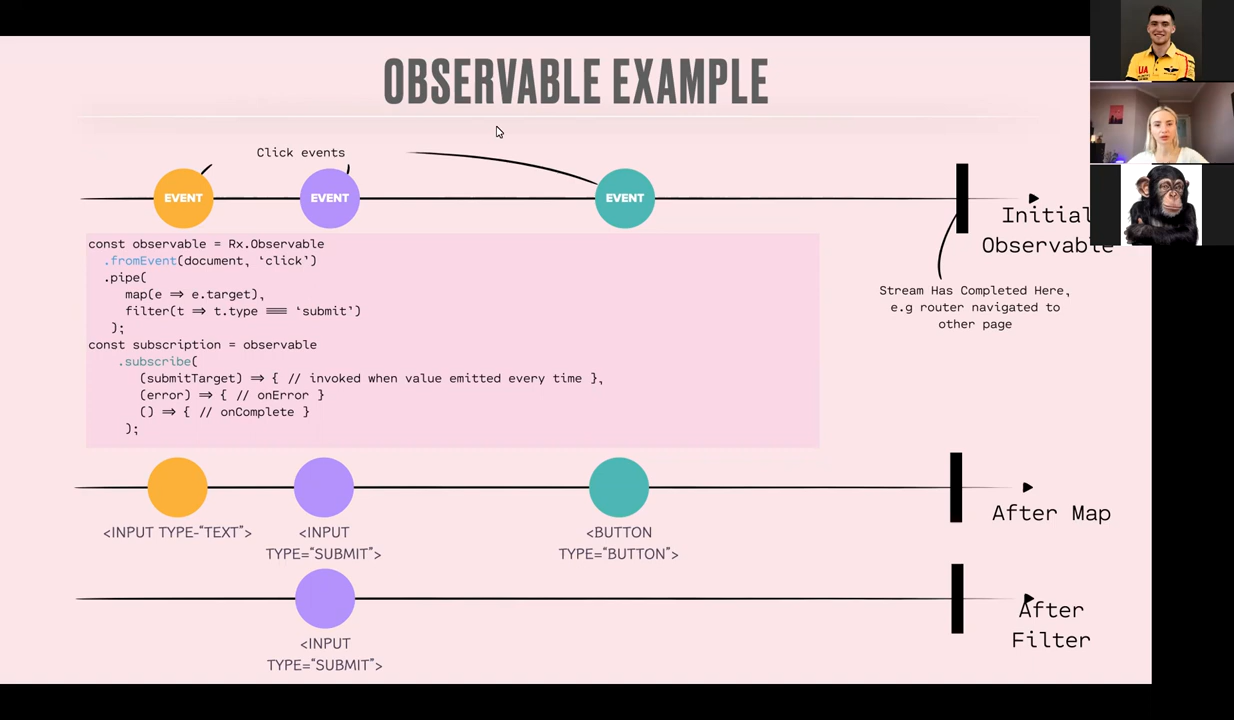 OBSERVABLE EXAMPLE
Click events
EVENT
EVENT
EVENT
Initial
Observable
Stream Has Completed Here,
e.g router navigated to
other page
const observable = Rx.Observable
.fromEvent(document, ‘click’)
.pipe(
map(e => e.target),
filter(t => t.type === ‘submit’)
);
const subscription = observable
.subscribe(
(submitTarget) => { // invoked when value emitted every time },
(error) => { // onError }
() => { // onComplete }
);
<INPUT TYPE-“TEXT”>
<INPUT
TYPE=“SUBMIT”>
<BUTTON
TYPE=“BUTTON”>
After Map
<INPUT
TYPE=“SUBMIT”>
After
Filter
UA